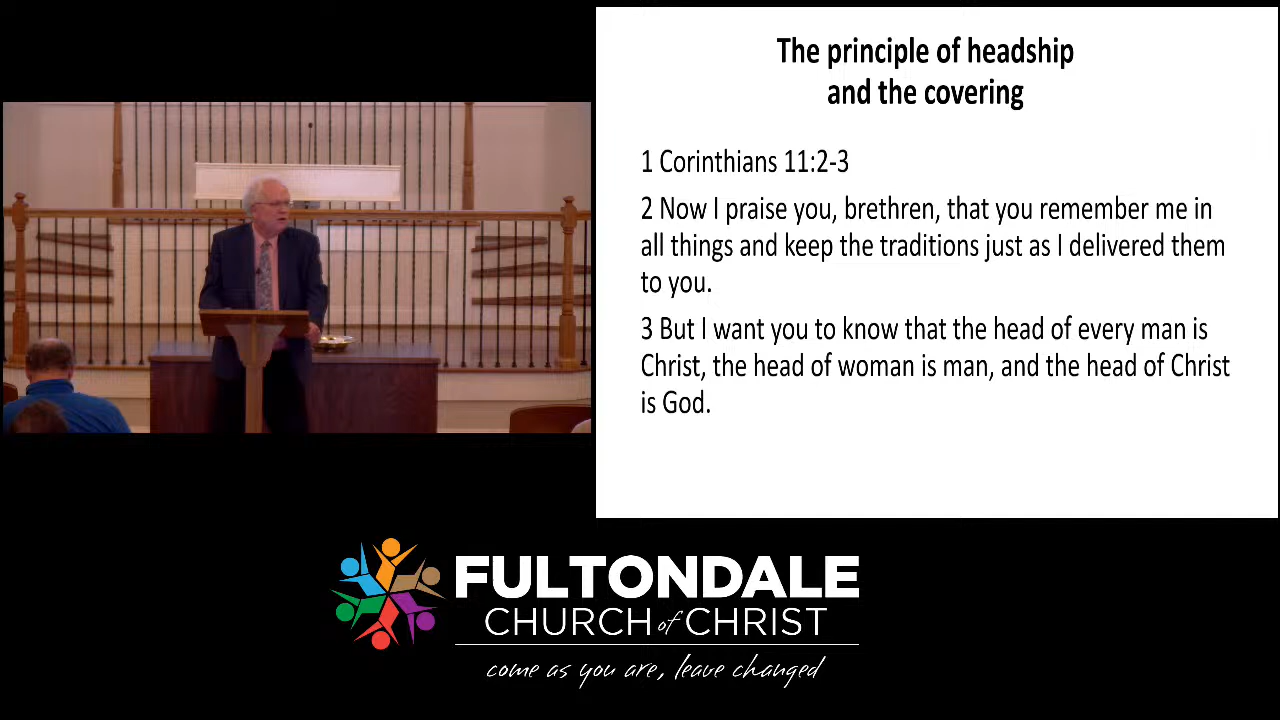 The principle of headship
and the covering
1 Corinthians 11:2-3
2 Now I praise you, brethren, that you remember me in
all things and keep the traditions just as I delivered them
to you.
3 But I want you to know that the head of every man is
Christ, the head of woman is man, and the head of Christ
is God.
FULTONDALE
CHURCH of CHRIST
come as you are, leave changed